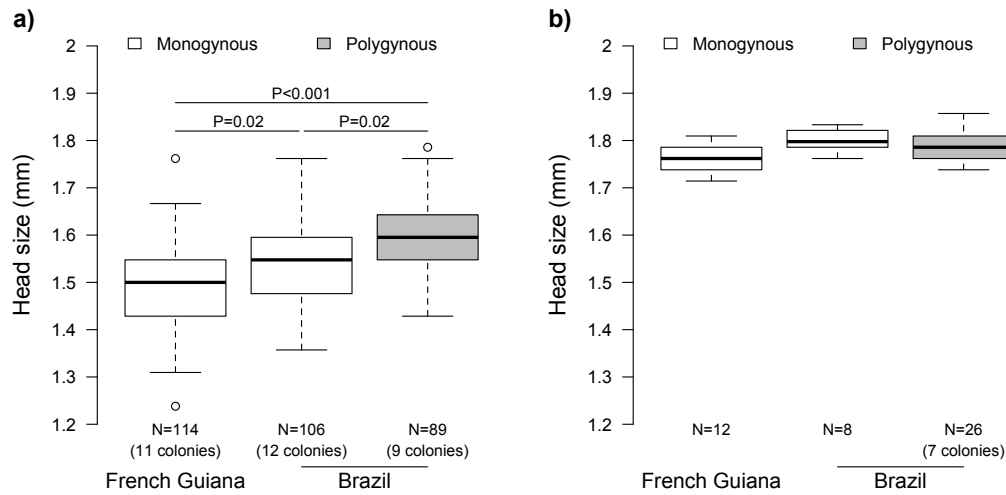 a)
Monogynous
Polygynous
Head size (mm)
2
1.9
1.8
1.7
1.6
1.5
1.4
1.3
1.2
P<0.001
P=0.02
P=0.02
N=114
(11 colonies)
N=106
(12 colonies)
N=89
(9 colonies)
French Guiana
Brazil
b)
Monogynous
Polygynous
Head size (mm)
2
1.9
1.8
1.7
1.6
1.5
1.4
1.3
1.2
N=12
N=8
N=26
(7 colonies)
French Guiana
Brazil